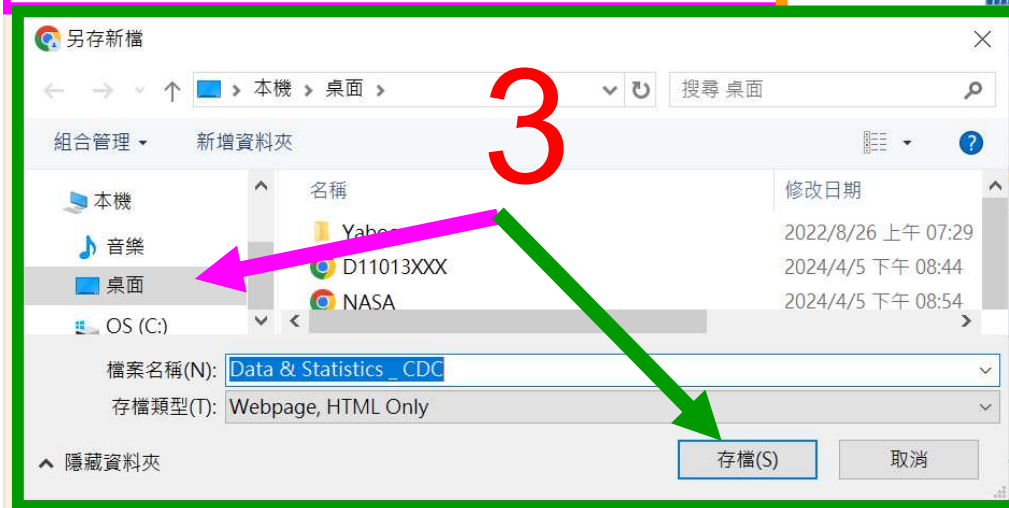 另存新檔
本機 桌面
搜尋 桌面
3
組合管理 新增資料夾
名稱 修改日期
本機
音樂
桌面
OS (C:)
2022/8/26 上午 07:29
D11013XXX 2024/4/5 下午 08:44
NASA 2024/4/5 下午 08:54
檔案名稱(N): Data & Statistics _ CDC
存檔類型(T): Webpage, HTML Only
隱藏資料夾
存檔(S) 取消